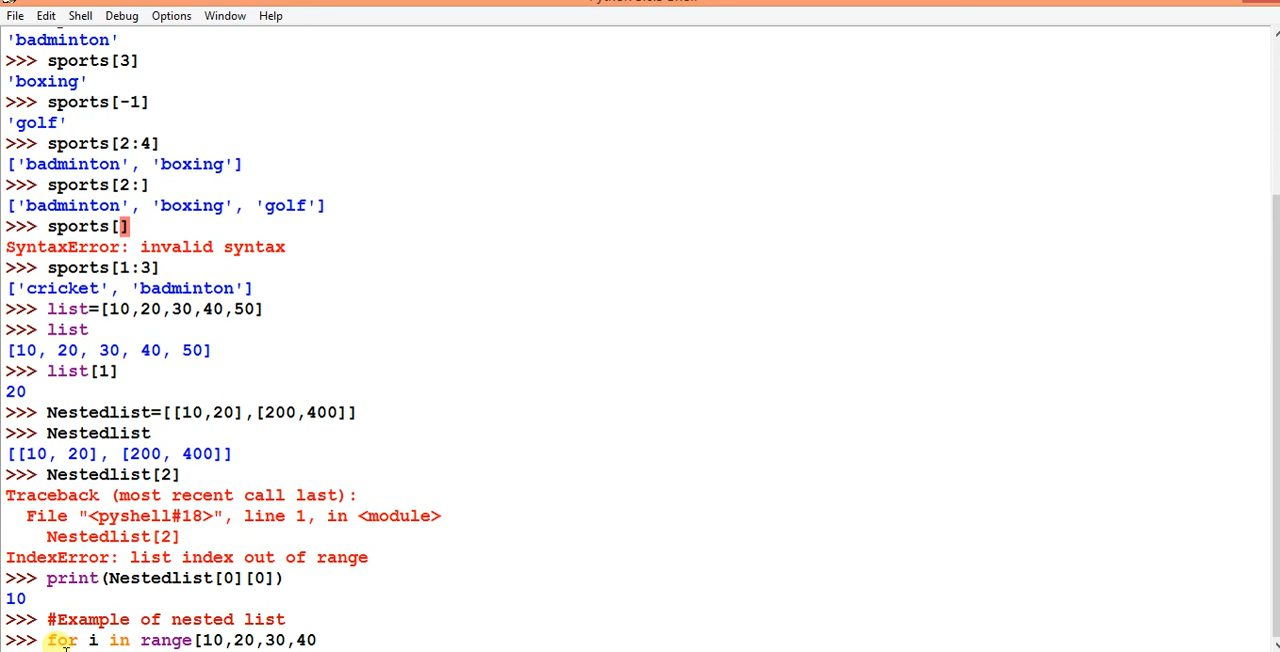 File Edit Shell Debug Options Window Help
'badminton'
>>> sports[3]
'boxing'
>>> sports[-1]
'golf'
>>> sports[2:4]
['badminton', 'boxing']
>>> sports[2:]
['badminton', 'boxing', 'golf']
>>> sports[]
SyntaxError: invalid syntax
>>> sports[1:3]
['cricket', 'badminton']
>>> list=[10,20,30,40,50]
>>> list
[10, 20, 30, 40, 50]
>>> list[1]
20
>>> Nestedlist=[[10,20],[200,400]]
>>> Nestedlist
[[10, 20], [200, 400]]
>>> Nestedlist[2]
Traceback (most recent call last):
  File "<pyshell#18>", line 1, in <module>
    Nestedlist[2]
IndexError: list index out of range
>>> print(Nestedlist[0][0])
10
>>> #Example of nested list
>>> for i in range[10,20,30,40